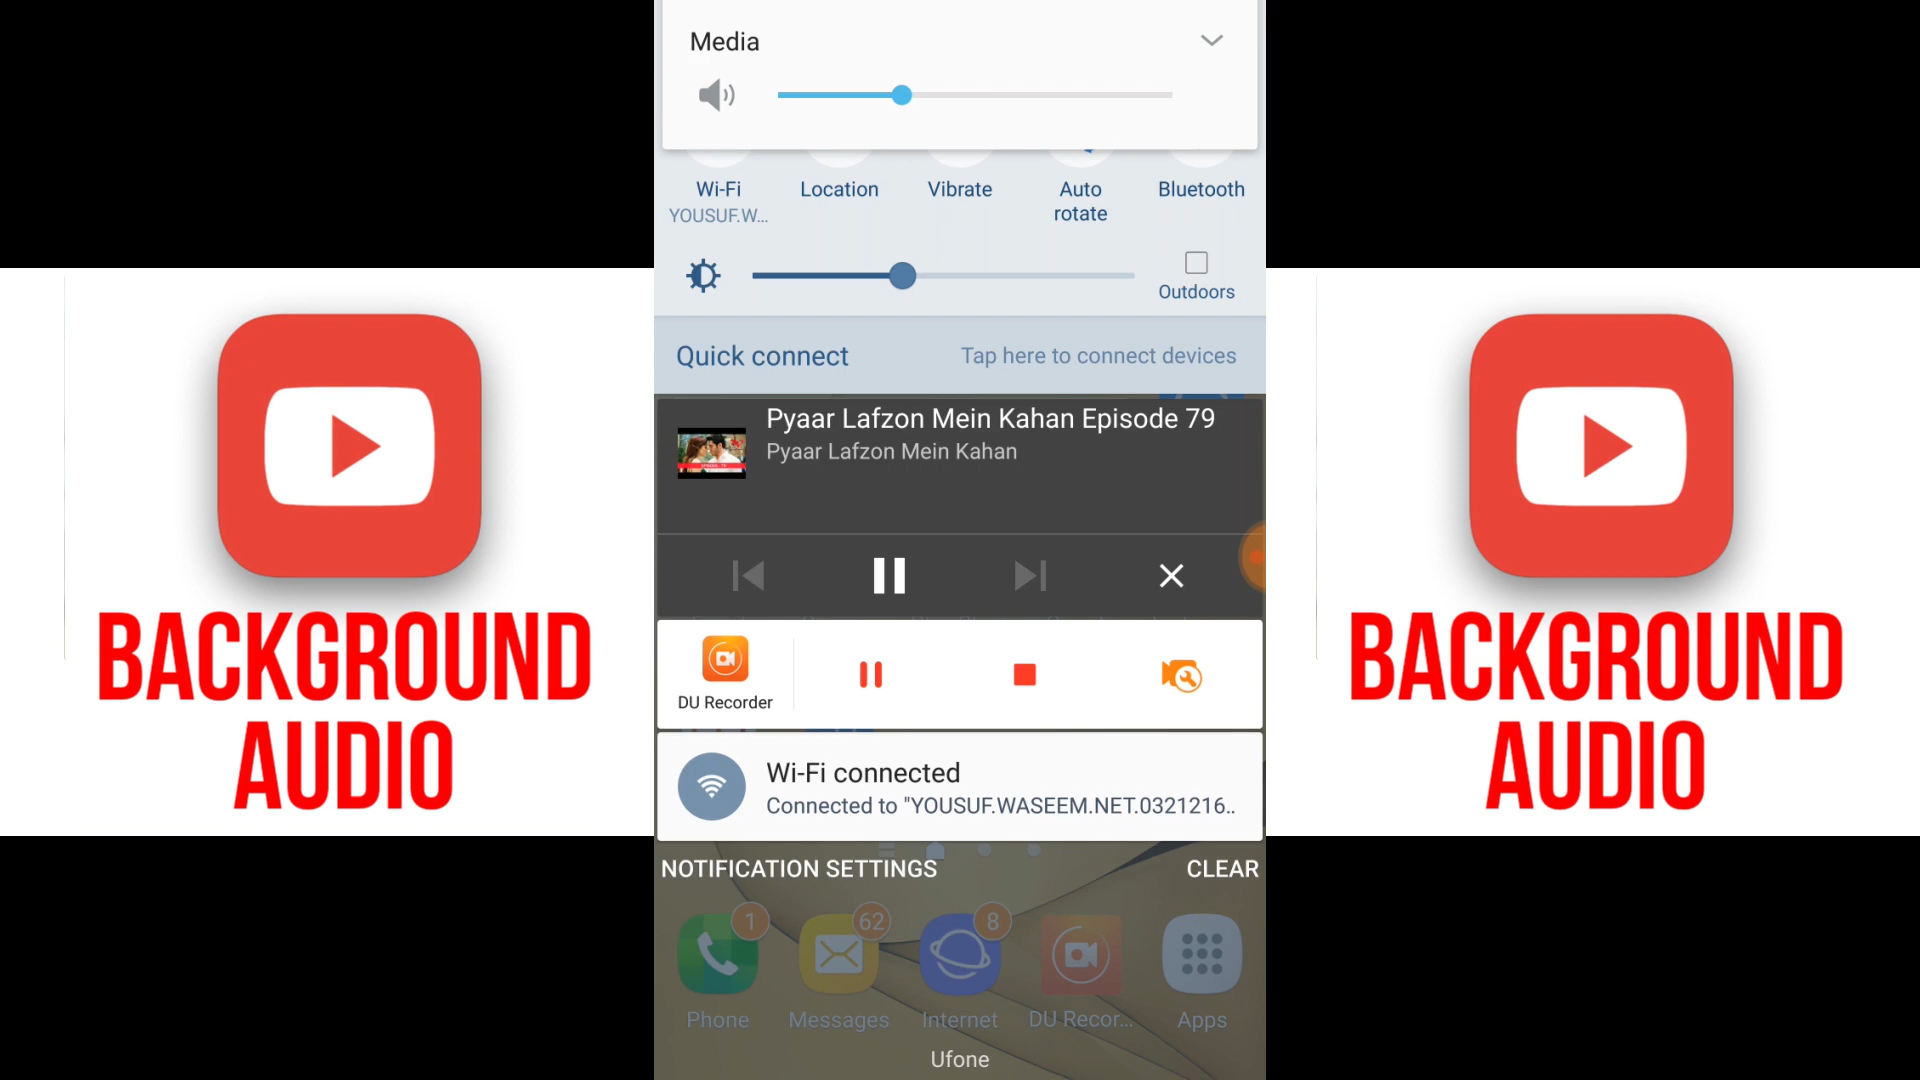 Media
Wi-Fi
Location
Vibrate
Auto
rotate
Bluetooth
YOUSUF.W...
Outdoors
Quick connect
Tap here to connect devices
Pyaar Lafzon Mein Kahan Episode 79
Pyaar Lafzon Mein Kahan
DU Recorder
Wi-Fi connected
Connected to "YOUSUF.WASEEM.NET.0321216..
NOTIFICATION SETTINGS
CLEAR
1
62
8
Phone
Messages
Internet
DU Recor...
Apps
Ufone
BACKGROUND
AUDIO
BACKGROUND
AUDIO